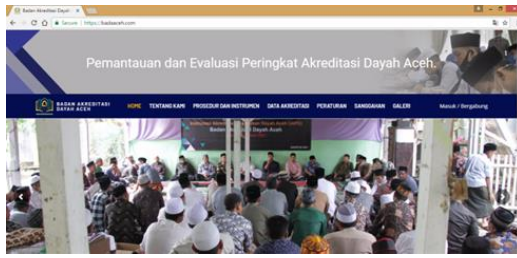 Badan Akreditasi Dayah
Secure | https://badaaceh.com
Pemantauan dan Evaluasi Peringkat Akreditasi Dayah Aceh.
BADAN AKREDITASI
DAYAH ACEH
HOME TENTANG KAMI PROSEDUR DAN INSTRUMEN DATA AKREDITASI PERATURAN SANGGAHAN GALERI Masuk / Bergabung
Badan Akreditasi Dayah Aceh